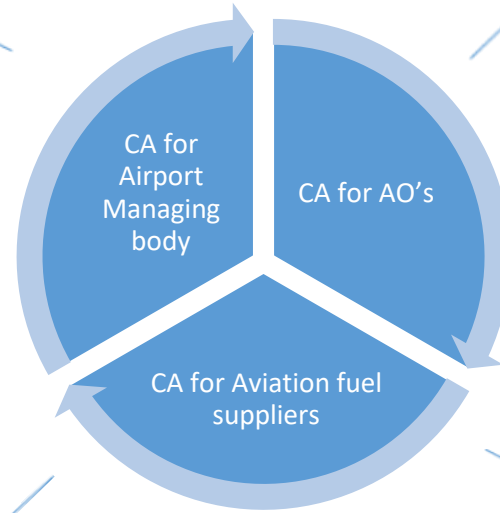 CA for
Airport
Managing
body
CA for AO’s
CA for Aviation fuel
suppliers